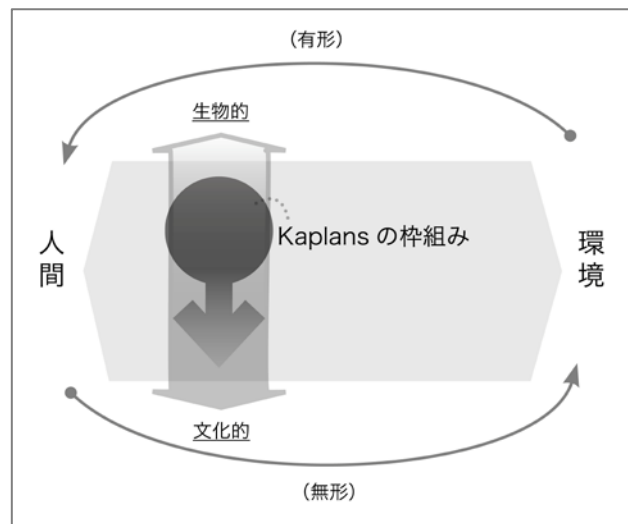 （有形）
生物的
Kaplans の枠組み
人間
環境
文化的
（無形）